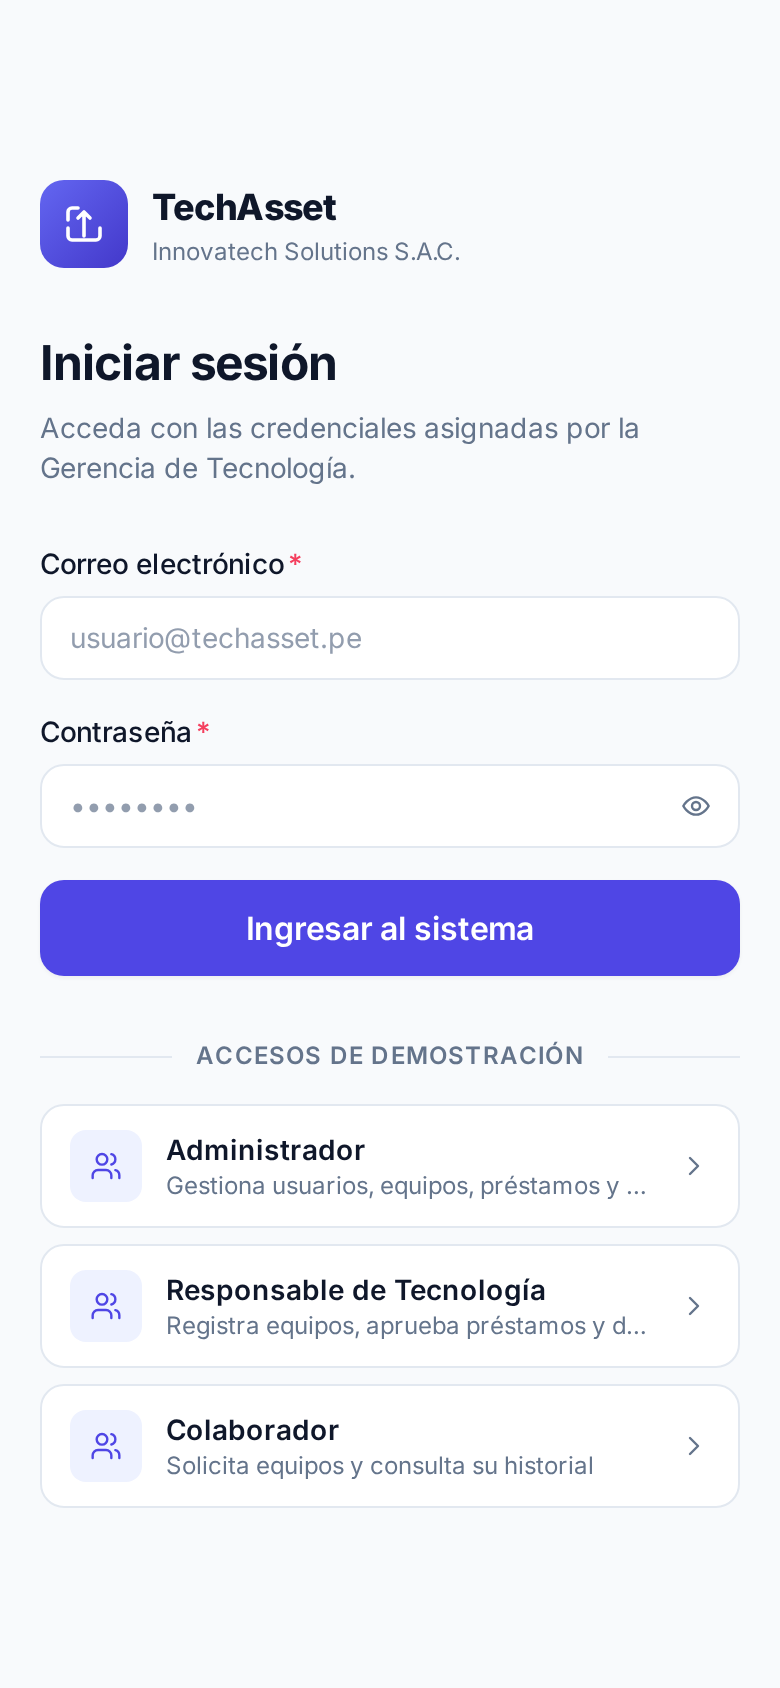 TechAsset
Innovatech Solutions S.A.C.
Iniciar sesión
Acceda con las credenciales asignadas por la
Gerencia de Tecnología.
Correo electrónico *
usuario@techasset.pe
Contraseña *
••••••••
Ingresar al sistema
ACCESOS DE DEMOSTRACIÓN
Administrador
Gestiona usuarios, equipos, préstamos y ...
Responsable de Tecnología
Registra equipos, aprueba préstamos y d...
Colaborador
Solicita equipos y consulta su historial